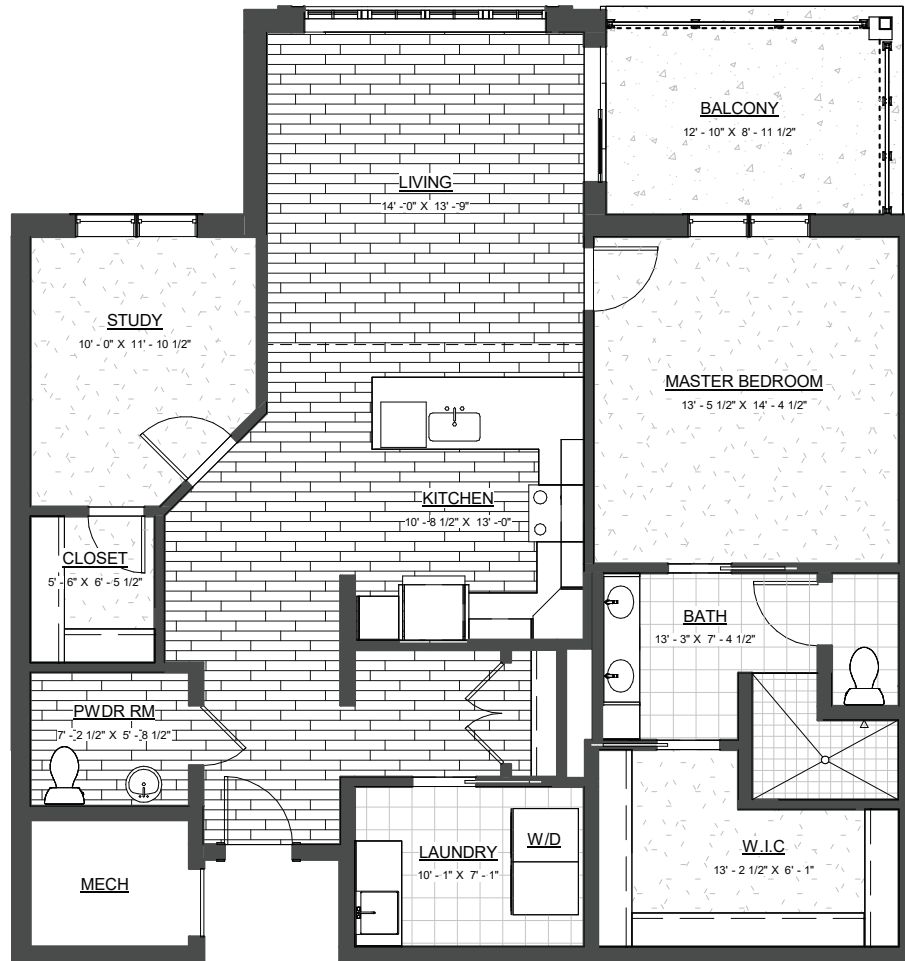 BALCONY
12' - 10" X 8' - 11 1/2"
LIVING
14' - 0" X 13' - 9"
STUDY
10' - 0" X 11' - 10 1/2"
MASTER BEDROOM
13' - 5 1/2" X 14' - 4 1/2"
KITCHEN
10' - 8 1/2" X 13' - 0"
CLOSET
5' - 6" X 6' - 5 1/2"
BATH
13' - 3" X 7' - 4 1/2"
PWDR RM
7' - 2 1/2" X 5' - 8 1/2"
W/D
LAUNDRY
10' - 1" X 7' - 1"
W.I.C
13' - 2 1/2" X 6' - 1"
MECH